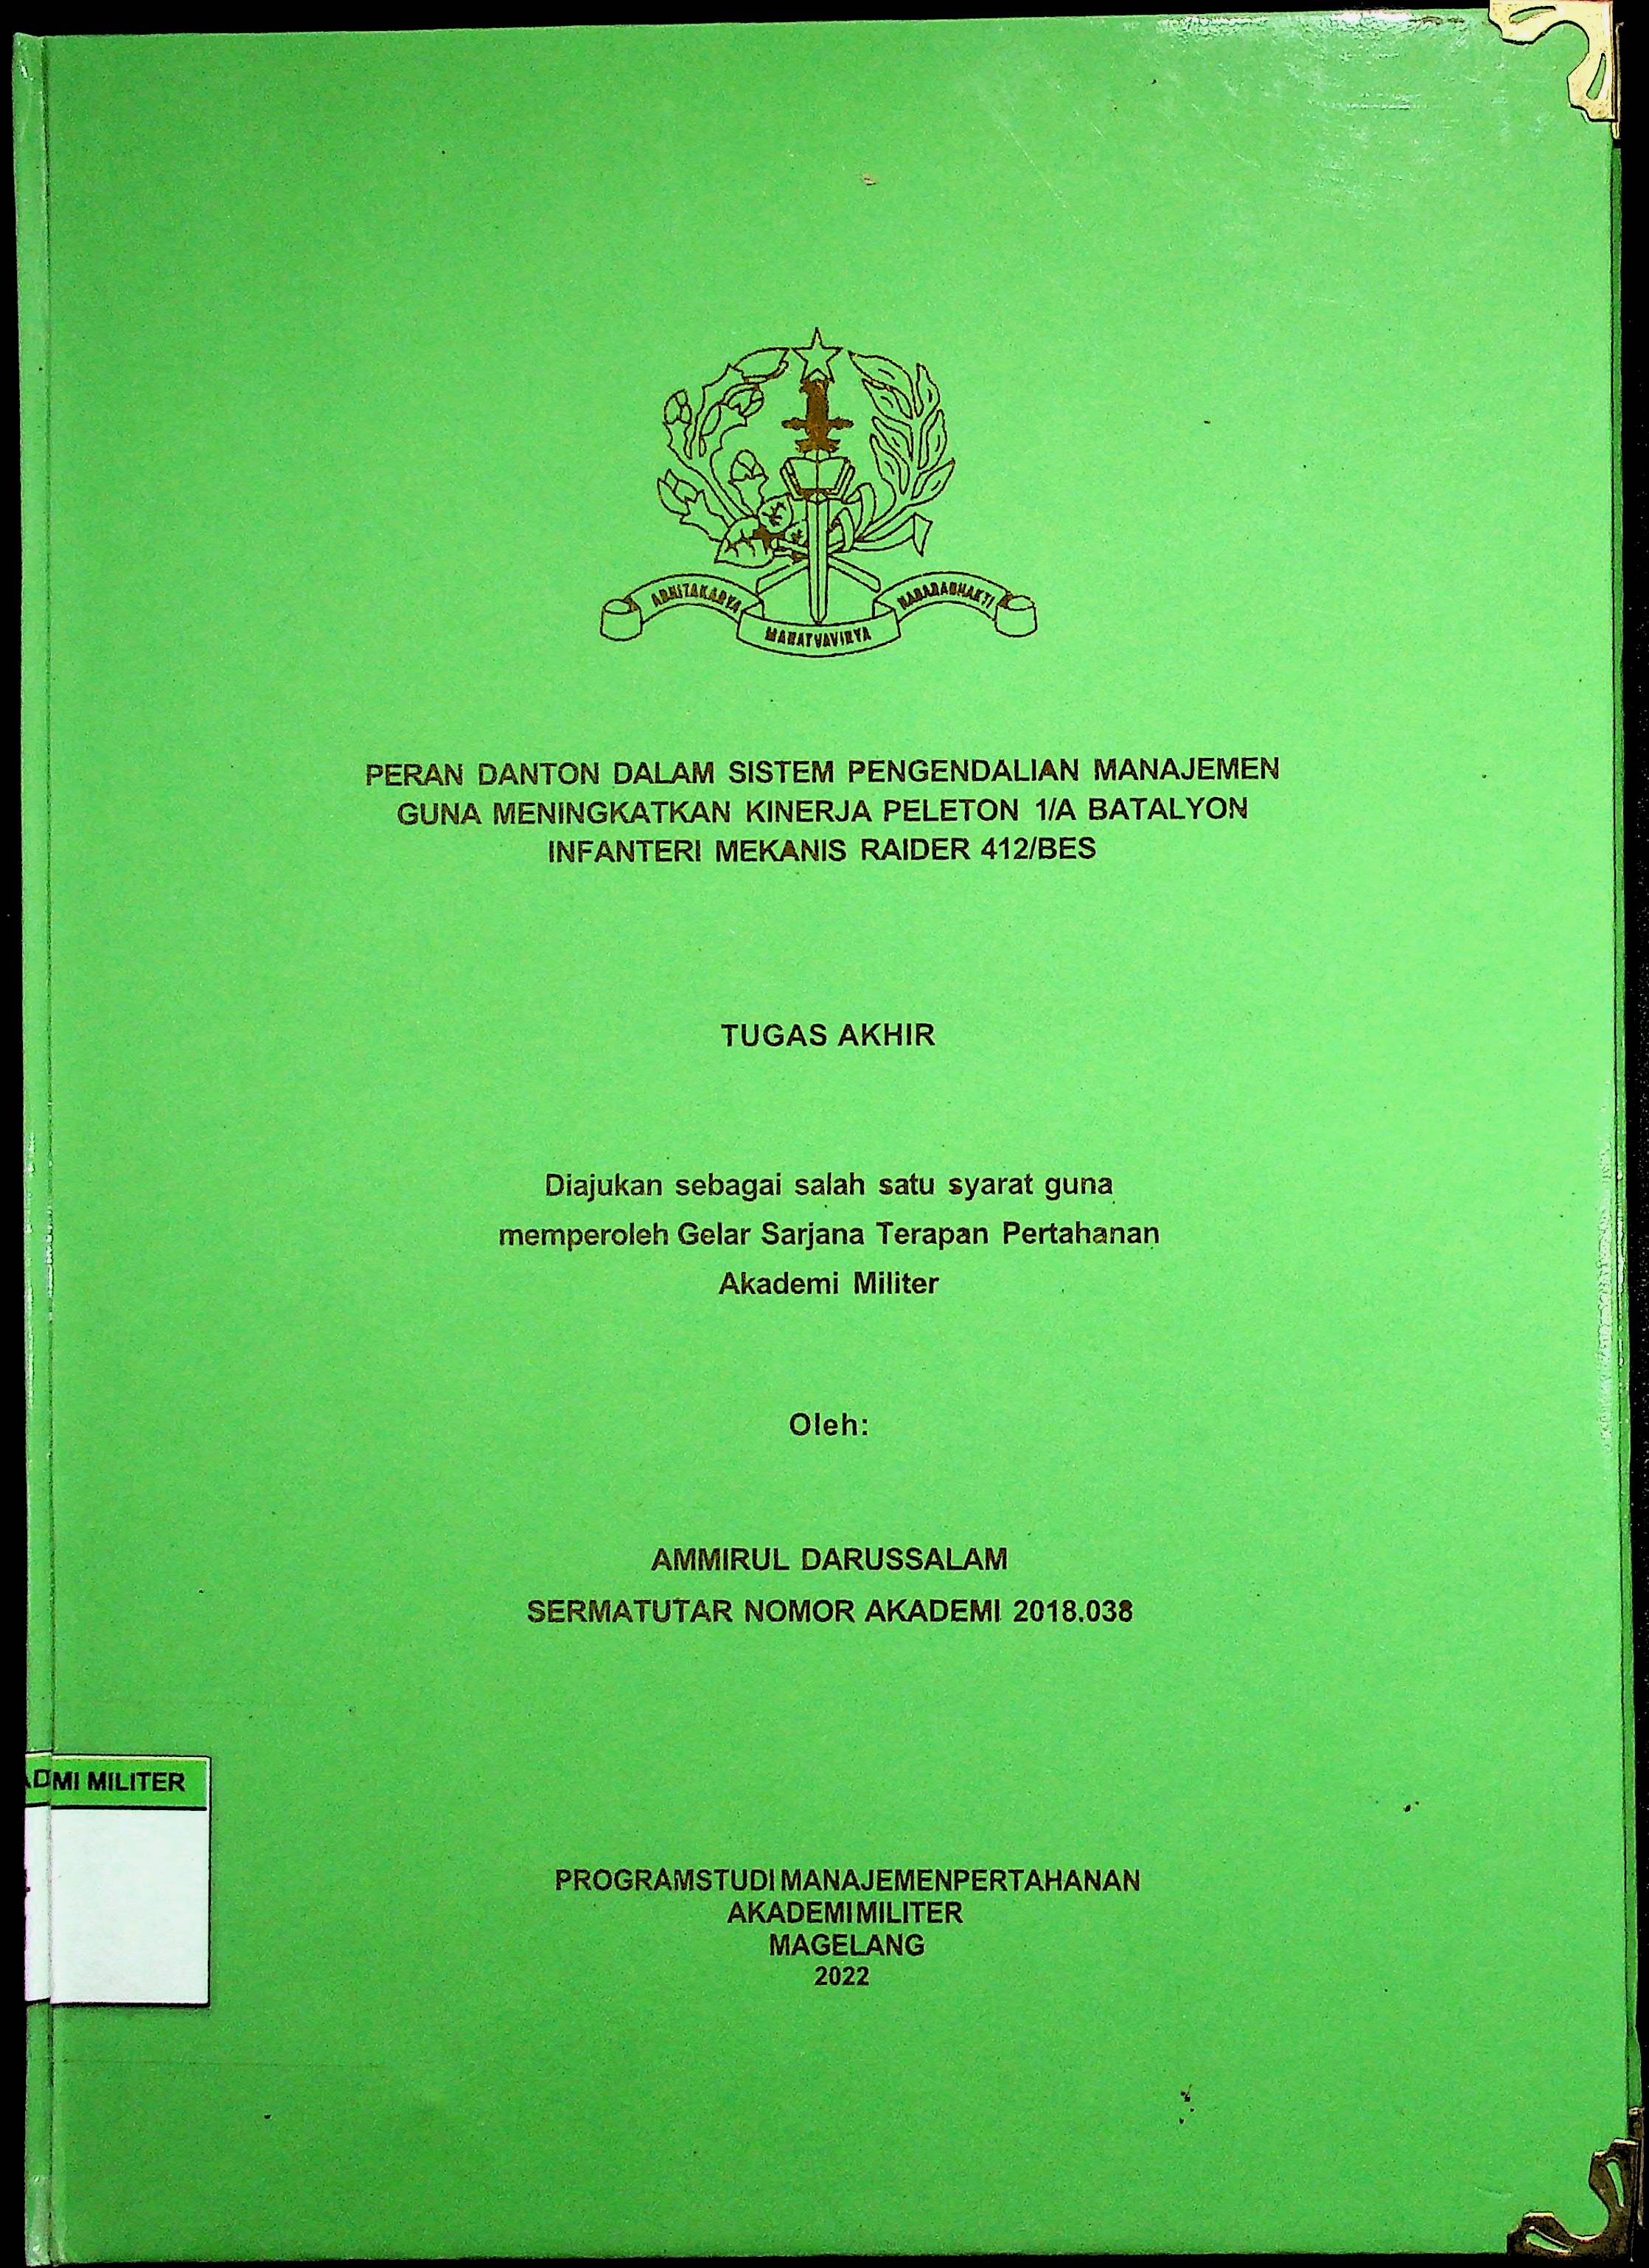 ADHITAKARYA
MAHATVAVIRYA
NAGARABHAKTI
PERAN DANTON DALAM SISTEM PENGENDALIAN MANAJEMEN
GUNA MENINGKATKAN KINERJA PELETON 1/A BATALYON
INFANTERI MEKANIS RAIDER 412/BES
TUGAS AKHIR
Diajukan sebagai salah satu syarat guna
memperoleh Gelar Sarjana Terapan Pertahanan
Akademi Militer
Oleh:
AMMIRUL DARUSSALAM
SERMATUTAR NOMOR AKADEMI 2018.038
ADMI MILITER
PROGRAMSTUDI MANAJEMENPERTAHANAN
AKADEMIMILITER
MAGELANG
2022